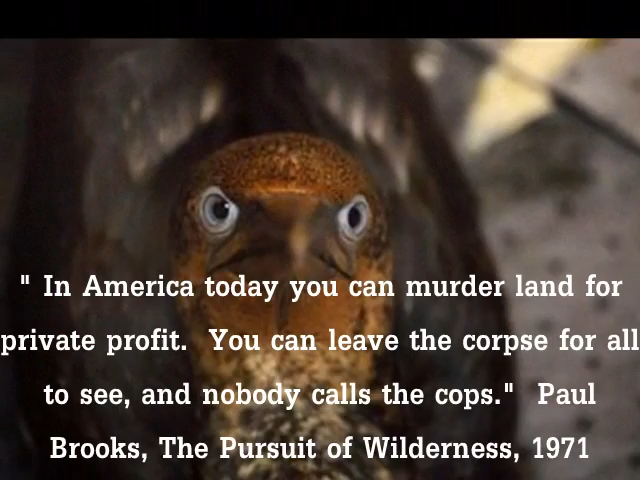 " In America today you can murder land for
private profit.  You can leave the corpse for all
to see, and nobody calls the cops."  Paul
Brooks, The Pursuit of Wilderness, 1971